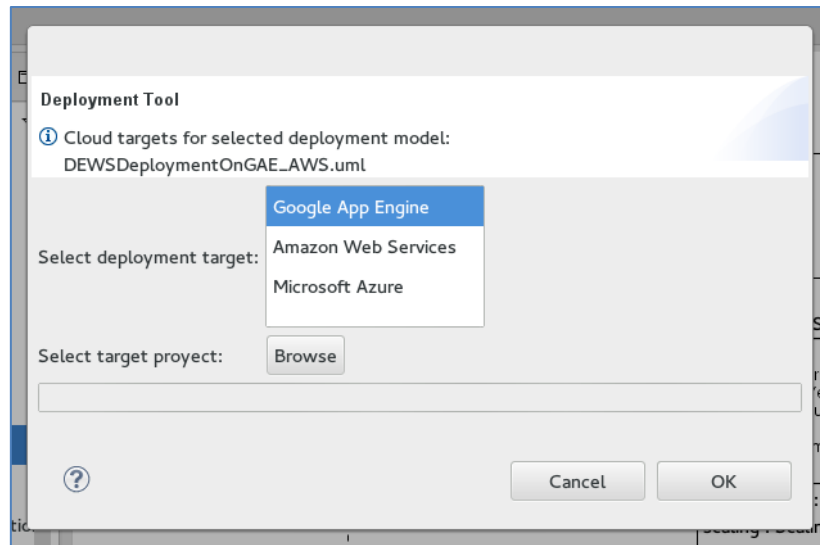 Deployment Tool
Cloud targets for selected deployment model:
DEWSDeploymentOnGAE_AWS.uml
Google App Engine
Select deployment target:
Amazon Web Services
Microsoft Azure
Select target proyect:
Browse
Cancel
OK